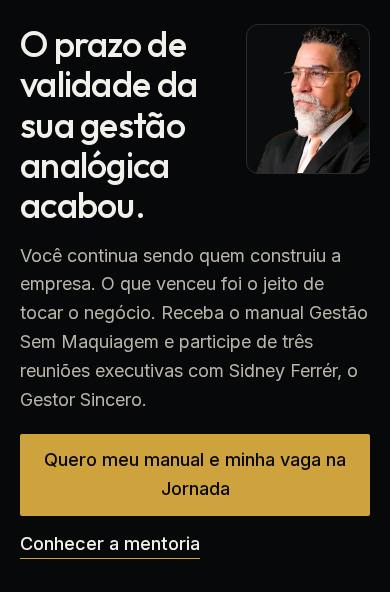 O prazo de
validade da
sua gestão
analógica
acabou.
Você continua sendo quem construiu a
empresa. O que venceu foi o jeito de
tocar o negócio. Receba o manual Gestão
Sem Maquiagem e participe de três
reuniões executivas com Sidney Ferrér, o
Gestor Sincero.
Quero meu manual e minha vaga na
Jornada
Conhecer a mentoria